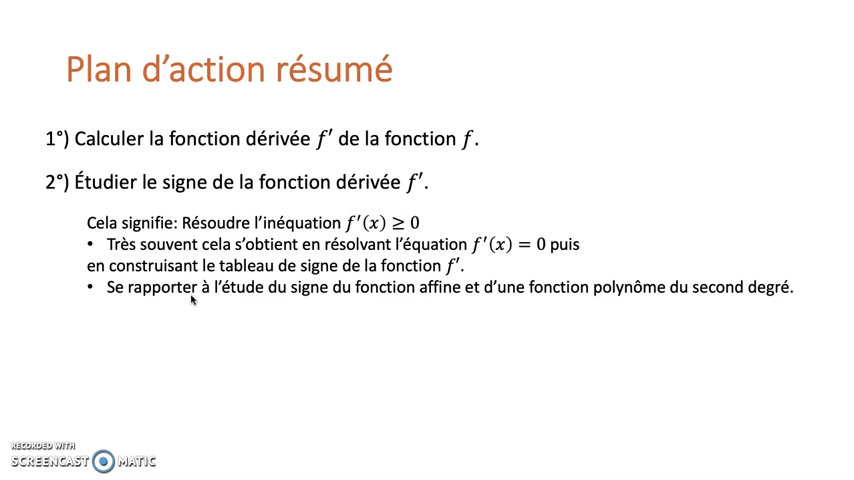 Plan d’action résumé
1°) Calculer la fonction dérivée f′ de la fonction f.
2°) Étudier le signe de la fonction dérivée f′.
Cela signifie: Résoudre l’inéquation f′(x) ≥ 0
• Très souvent cela s’obtient en résolvant l’équation f′(x) = 0 puis
en construisant le tableau de signe de la fonction f′.
• Se rapporter à l’étude du signe du fonction affine et d’une fonction polynôme du second degré.
RECORDED WITH
SCREENCAST MATIC